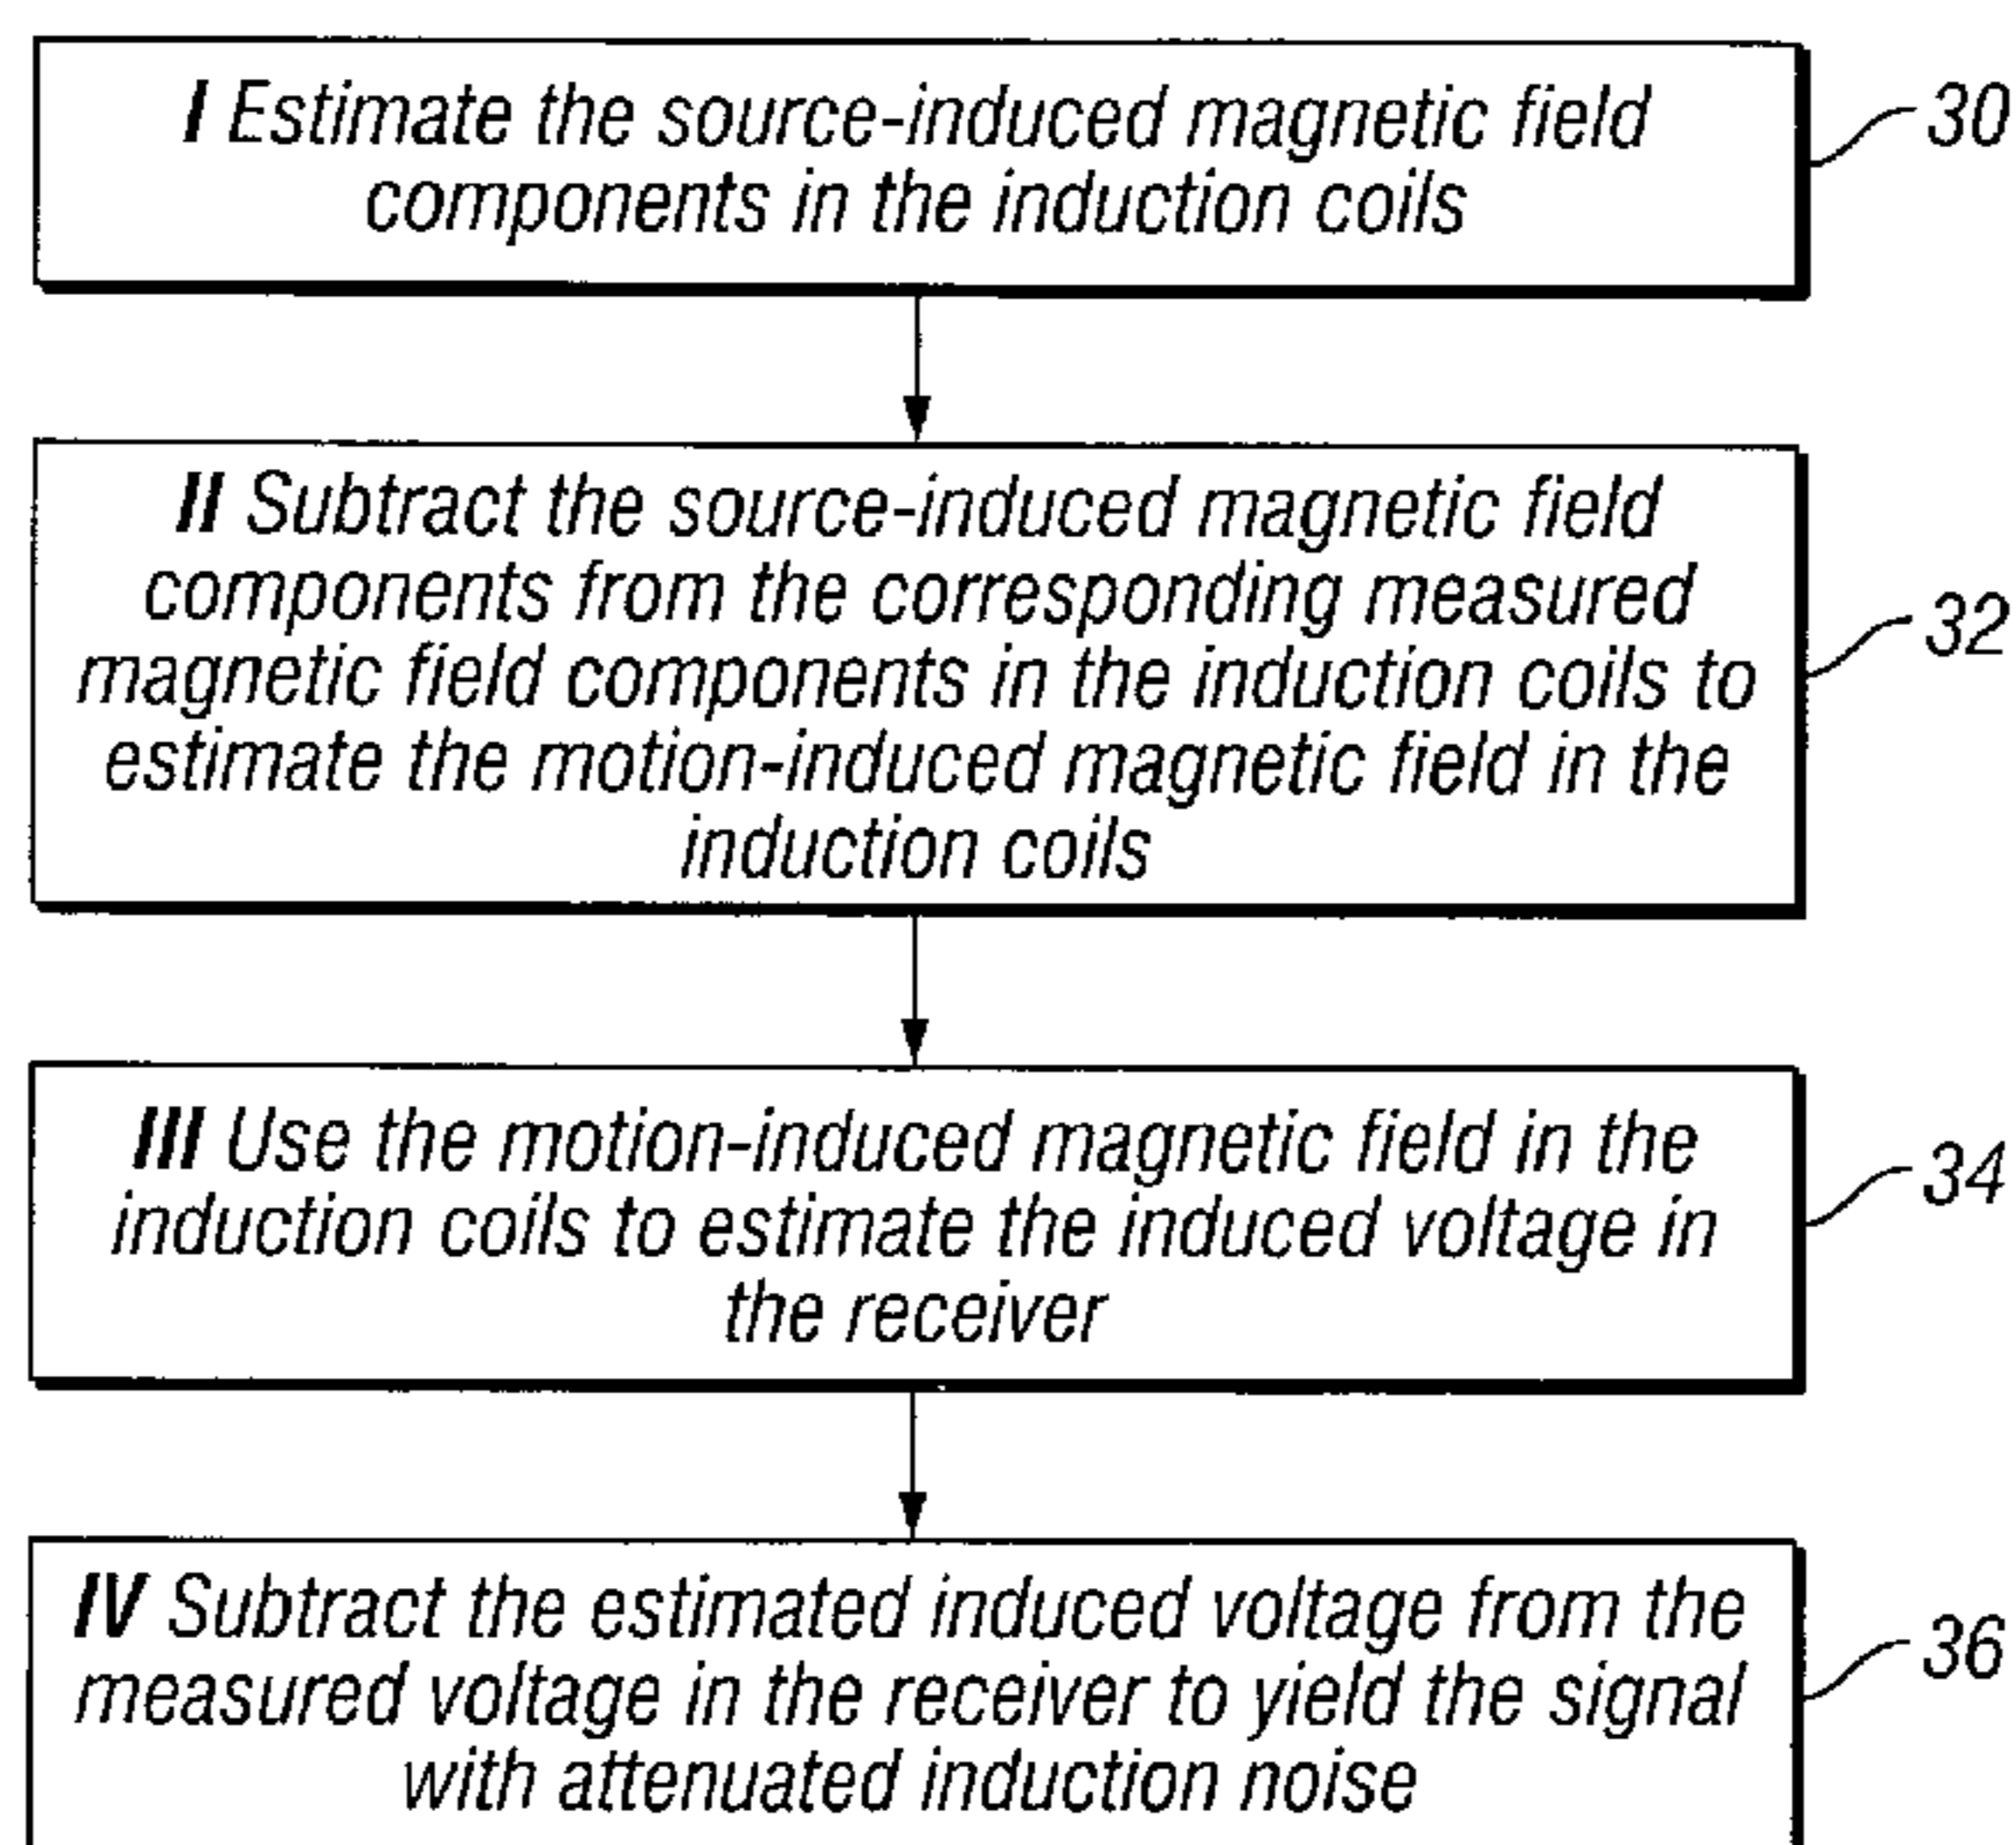 I Estimate the source-induced magnetic field
components in the induction coils
30
II Subtract the source-induced magnetic field
components from the corresponding measured
magnetic field components in the induction coils to
estimate the motion-induced magnetic field in the
induction coils
32
III Use the motion-induced magnetic field in the
induction coils to estimate the induced voltage in
the receiver
34
IV Subtract the estimated induced voltage from the
measured voltage in the receiver to yield the signal
with attenuated induction noise
36